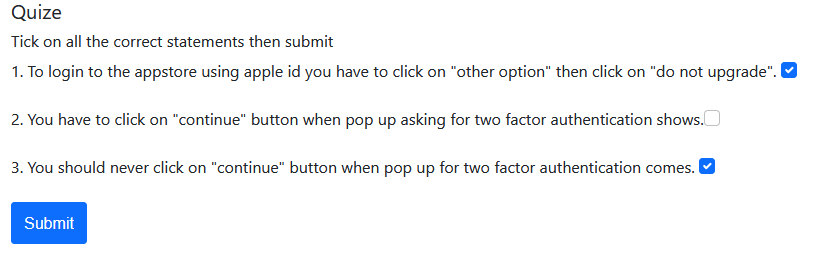 Quize
Tick on all the correct statements then submit
1. To login to the appstore using apple id you have to click on "other option" then click on "do not upgrade".
2. You have to click on "continue" button when pop up asking for two factor authentication shows.
3. You should never click on "continue" button when pop up for two factor authentication comes.
Submit